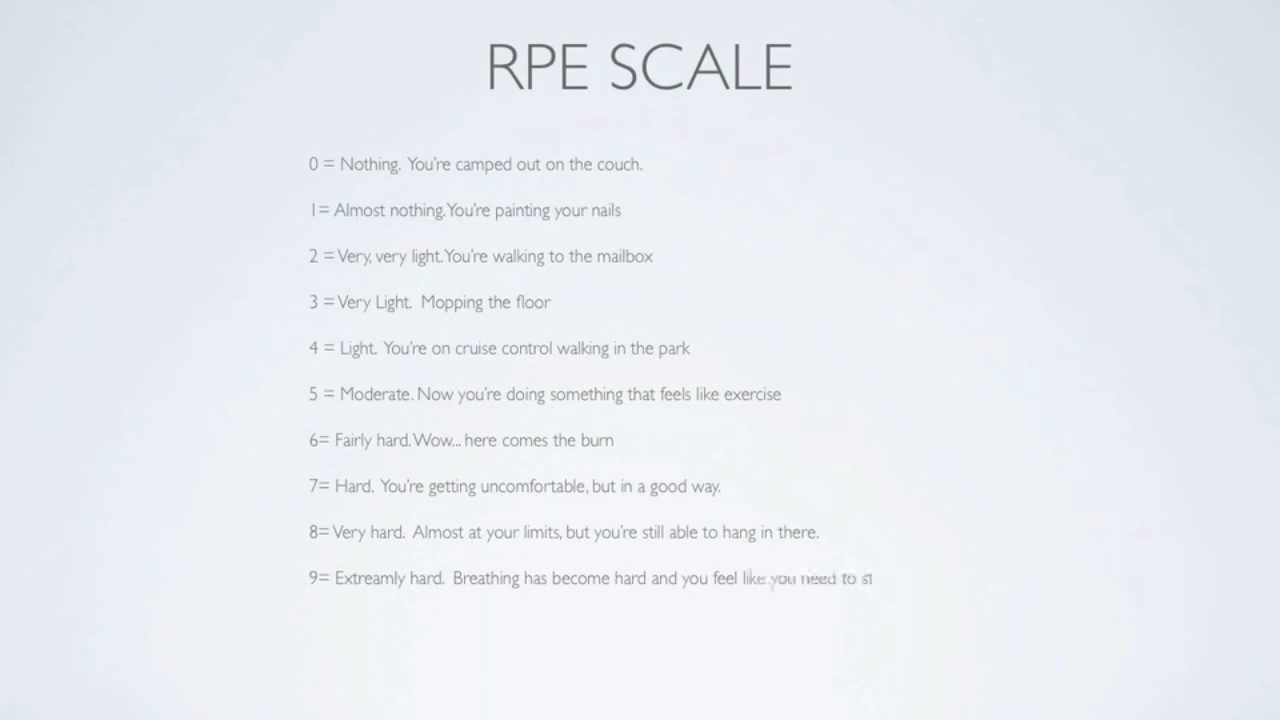 RPE SCALE
0 = Nothing. You're camped out on the couch.
1= Almost nothing. You're painting your nails
2 = Very, very light. You're walking to the mailbox
3 = Very Light. Mopping the floor
4 = Light. You're on cruise control walking in the park
5 = Moderate. Now you're doing something that feels like exercise
6= Fairly hard. Wow... here comes the burn
7= Hard. You're getting uncomfortable, but in a good way.
8= Very hard. Almost at your limits, but you're still able to hang in there.
9= Extreamly hard. Breathing has become hard and you feel like you need to